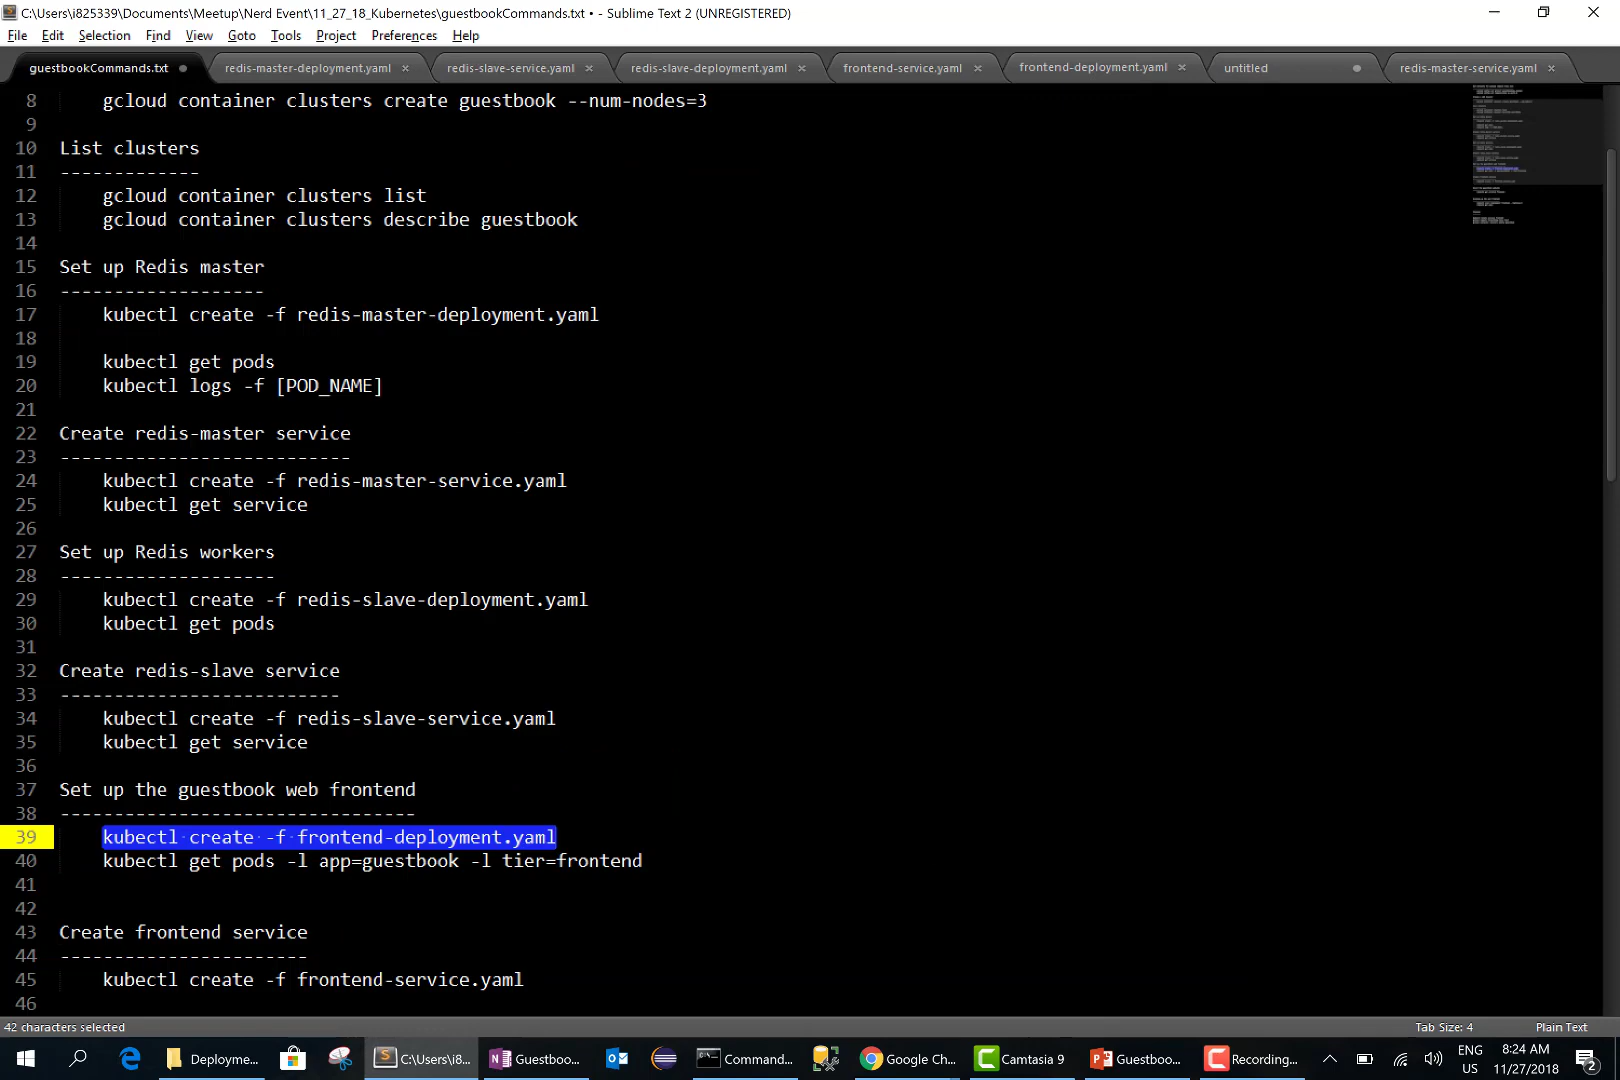 C:\Users\i825339\Documents\Meetup\Nerd Event\11_27_18_Kubernetes\guestbookCommands.txt • - Sublime Text 2 (UNREGISTERED)
File Edit Selection Find View Goto Tools Project Preferences Help
guestbookCommands.txt redis-master-deployment.yaml × redis-slave-service.yaml × redis-slave-deployment.yaml × frontend-service.yaml × frontend-deployment.yaml × untitled redis-master-service.yaml ×
8 gcloud container clusters create guestbook --num-nodes=3
9
10 List clusters
11 -------------
12 gcloud container clusters list
13 gcloud container clusters describe guestbook
14
15 Set up Redis master
16 -------------------
17 kubectl create -f redis-master-deployment.yaml
18
19 kubectl get pods
20 kubectl logs -f [POD_NAME]
21
22 Create redis-master service
23 ---------------------------
24 kubectl create -f redis-master-service.yaml
25 kubectl get service
26
27 Set up Redis workers
28 --------------------
29 kubectl create -f redis-slave-deployment.yaml
30 kubectl get pods
31
32 Create redis-slave service
33 --------------------------
34 kubectl create -f redis-slave-service.yaml
35 kubectl get service
36
37 Set up the guestbook web frontend
38 ---------------------------------
39 kubectl create -f frontend-deployment.yaml
40 kubectl get pods -l app=guestbook -l tier=frontend
41
42
43 Create frontend service
44 -----------------------
45 kubectl create -f frontend-service.yaml
46
42 characters selected Tab Size: 4 Plain Text
Deployme... C:\Users\i8... Guestboo... Command... Google Ch... Camtasia 9 Guestboo... Recording... ENG 8:24 AM
US 11/27/2018 2